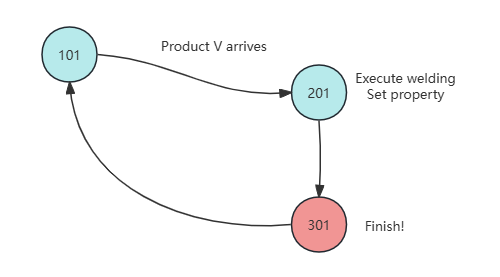 101
Product V arrives
201
Execute welding
Set property
301
Finish!